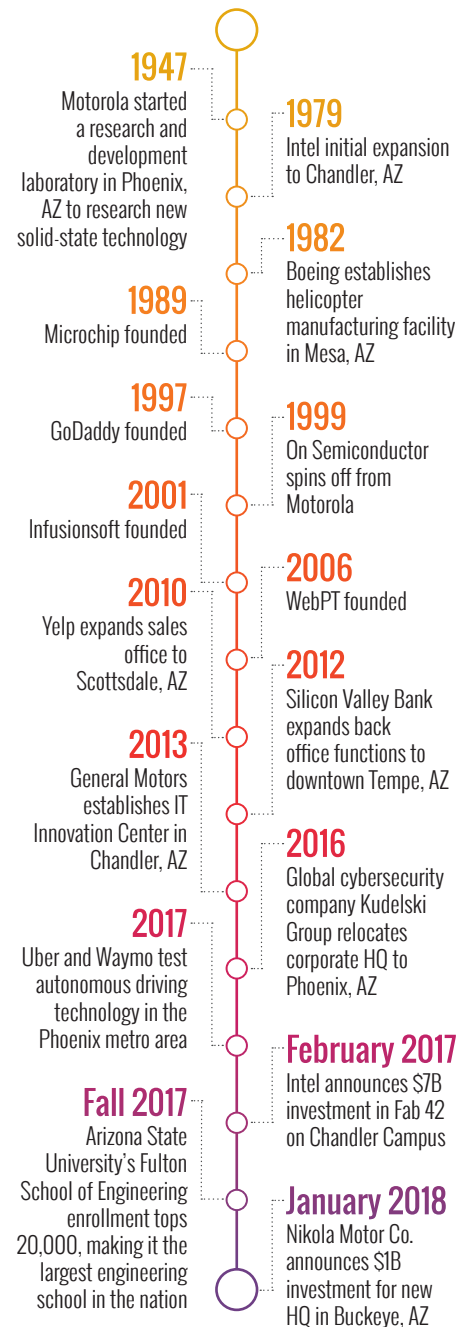 1947
Motorola started
a research and
development
laboratory in Phoenix,
AZ to research new
solid-state technology
1979
Intel initial expansion
to Chandler, AZ
1982
Boeing establishes
helicopter
manufacturing facility
in Mesa, AZ
1989
Microchip founded
1997
GoDaddy founded
1999
On Semiconductor
spins off from
Motorola
2001
Infusionsoft founded
2006
WebPT founded
2010
Yelp expands sales
office to
Scottsdale, AZ
2012
Silicon Valley Bank
expands back
office functions to
downtown Tempe, AZ
2013
General Motors
establishes IT
Innovation Center in
Chandler, AZ
2016
Global cybersecurity
company Kudelski
Group relocates
corporate HQ to
Phoenix, AZ
2017
Uber and Waymo test
autonomous driving
technology in the
Phoenix metro area
February 2017
Intel announces $7B
investment in Fab 42
on Chandler Campus
Fall 2017
Arizona State
University's Fulton
School of Engineering
enrollment tops
20,000, making it the
largest engineering
school in the nation
January 2018
Nikola Motor Co.
announces $1B
investment for new
HQ in Buckeye, AZ